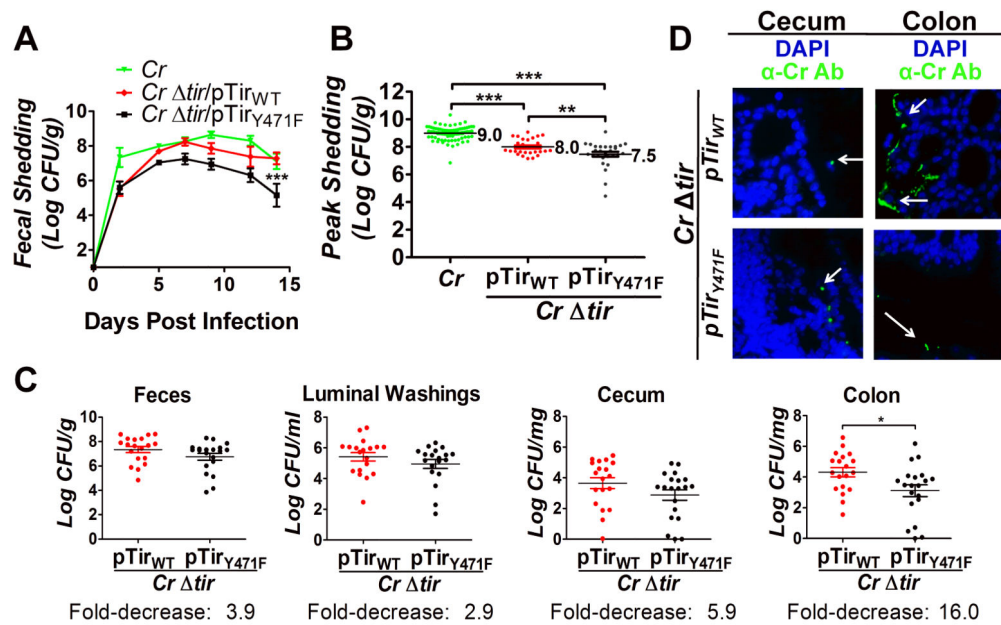 A
Cr
Cr Δtir/pTirWT
Cr Δtir/pTirY471F
Fecal Shedding
(Log CFU/g)
10
8
6
4
2
***
0
5
10
15
Days Post Infection
B
***
***
**
Peak Shedding
(Log CFU/g)
12
10
8
6
4
2
0
9.0
8.0
7.5
Cr
pTirWT
pTirY471F
Cr Δtir
D
Cecum
Colon
DAPI
DAPI
α-Cr Ab
α-Cr Ab
Cr Δtir
pTirWT
pTirY471F
C
Feces
Log CFU/g
10
8
6
4
2
0
pTirWT pTirY471F
Cr Δtir
Fold-decrease: 3.9
Luminal Washings
Log CFU/ml
8
6
4
2
0
pTirWT pTirY471F
Cr Δtir
Fold-decrease: 2.9
Cecum
Log CFU/mg
8
6
4
2
0
pTirWT pTirY471F
Cr Δtir
Fold-decrease: 5.9
Colon
Log CFU/mg
8
6
4
2
0
*
pTirWT pTirY471F
Cr Δtir
Fold-decrease: 16.0